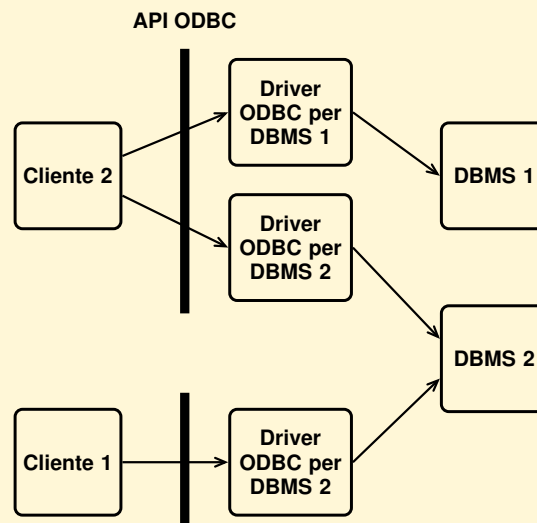 API ODBC
Driver
ODBC per
DBMS 1
Cliente 2
DBMS 1
Driver
ODBC per
DBMS 2
DBMS 2
Cliente 1
Driver
ODBC per
DBMS 2